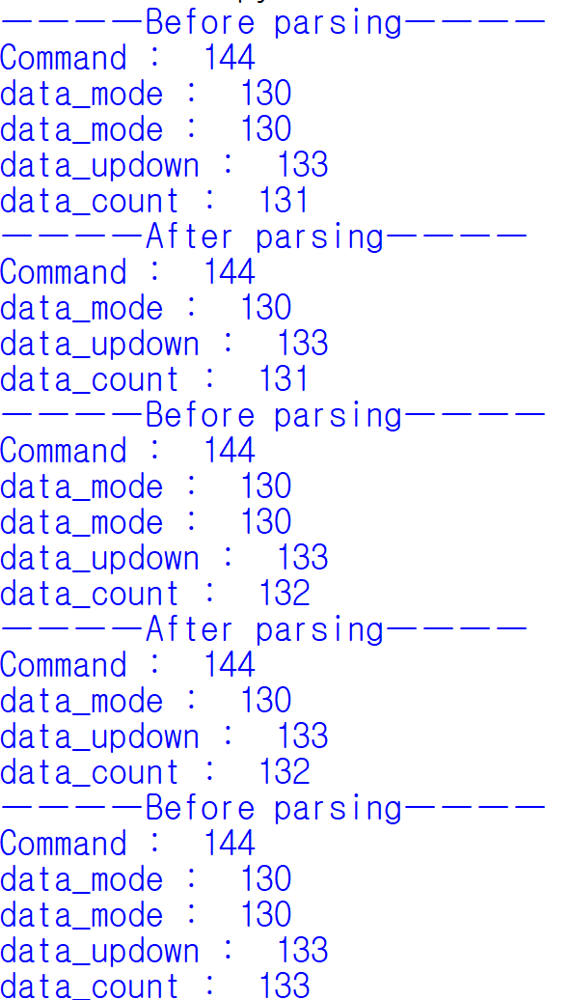 ————Before parsing————
Command :  144
data_mode :  130
data_mode :  130
data_updown :  133
data_count :  131
————After parsing————
Command :  144
data_mode :  130
data_updown :  133
data_count :  131
————Before parsing————
Command :  144
data_mode :  130
data_mode :  130
data_updown :  133
data_count :  132
————After parsing————
Command :  144
data_mode :  130
data_updown :  133
data_count :  132
————Before parsing————
Command :  144
data_mode :  130
data_mode :  130
data_updown :  133
data_count :  133